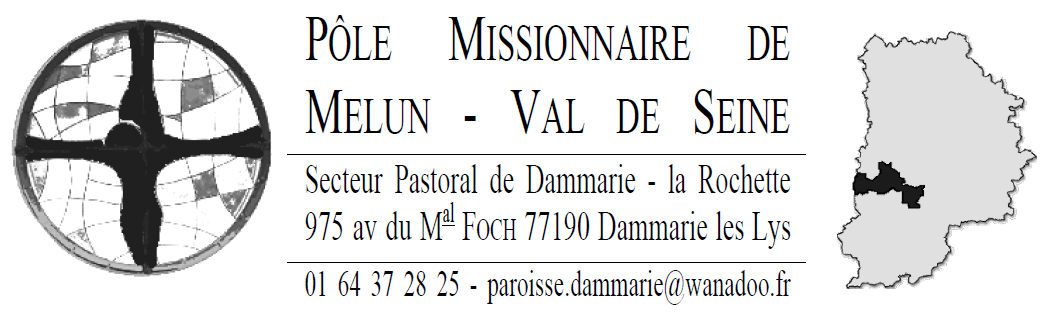 PÔLE MISSIONNAIRE DE
MELUN - VAL DE SEINE
Secteur Pastoral de Dammarie - la Rochette
975 av du Mal FOCH 77190 Dammarie les Lys
01 64 37 28 25 - paroisse.dammarie@wanadoo.fr